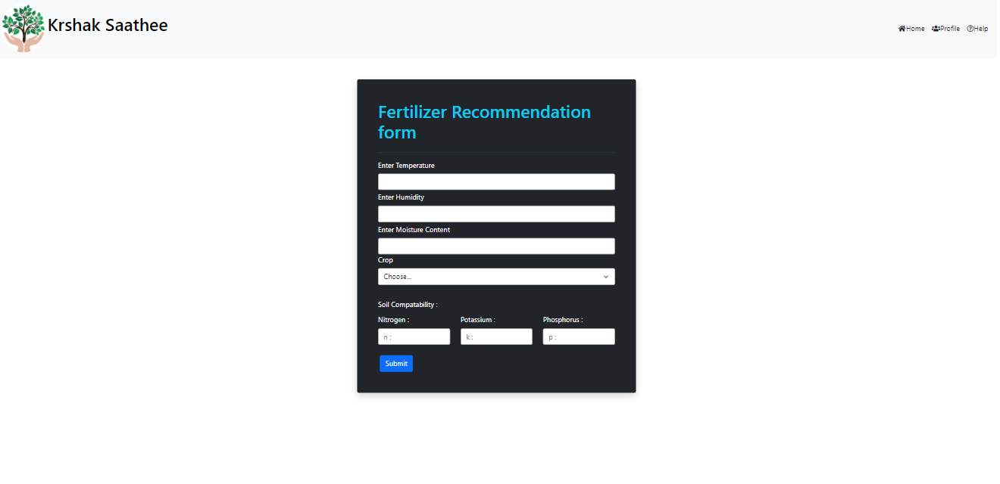 Krshak Saathee
Home Profile Help
Fertilizer Recommendation
form
Enter Temperature
Enter Humidity
Enter Moisture Content
Crop
Choose...
Soil Compatability :
Nitrogen : Potassium : Phosphorus :
n : k : p :
Submit